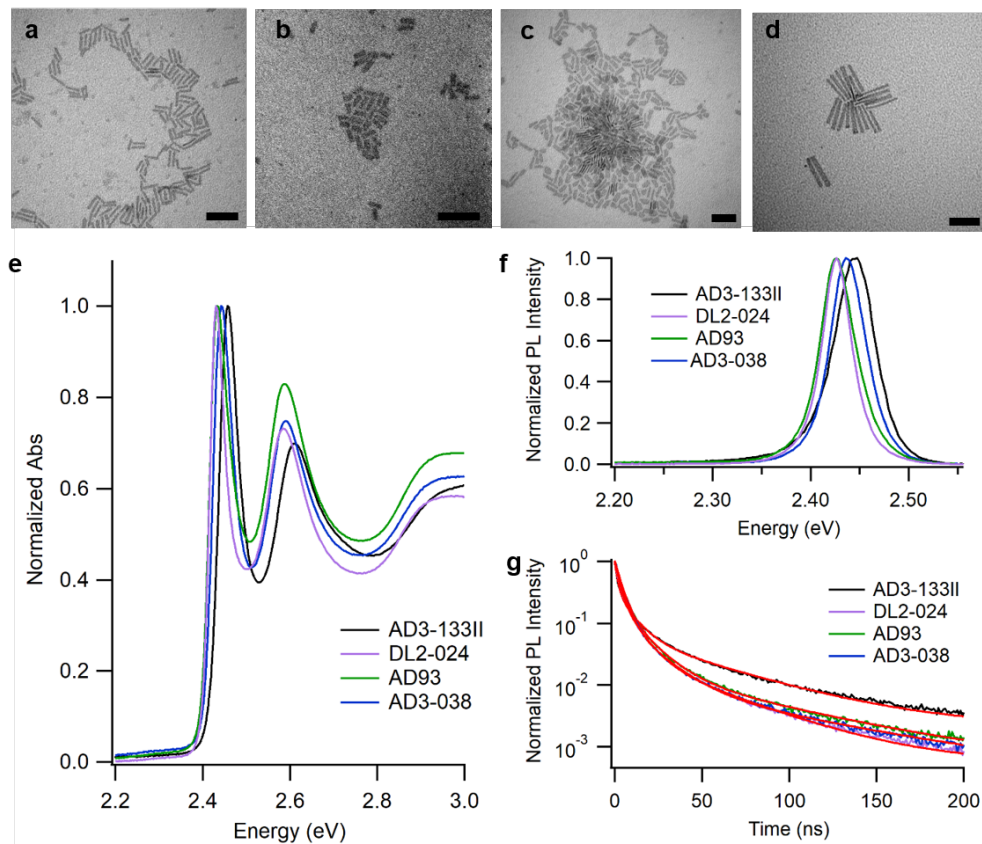 a
b
c
d
e
1.0
0.8
0.6
0.4
0.2
0.0
Normalized Abs
AD3-133II
DL2-024
AD93
AD3-038
2.2
2.4
2.6
2.8
3.0
Energy (eV)
f
1.0
0.8
0.6
0.4
0.2
0.0
Normalized PL Intensity
AD3-133II
DL2-024
AD93
AD3-038
2.20
2.30
2.40
2.50
Energy (eV)
g
10⁰
10⁻¹
10⁻²
10⁻³
Normalized PL Intensity
AD3-133II
DL2-024
AD93
AD3-038
0
50
100
150
200
Time (ns)